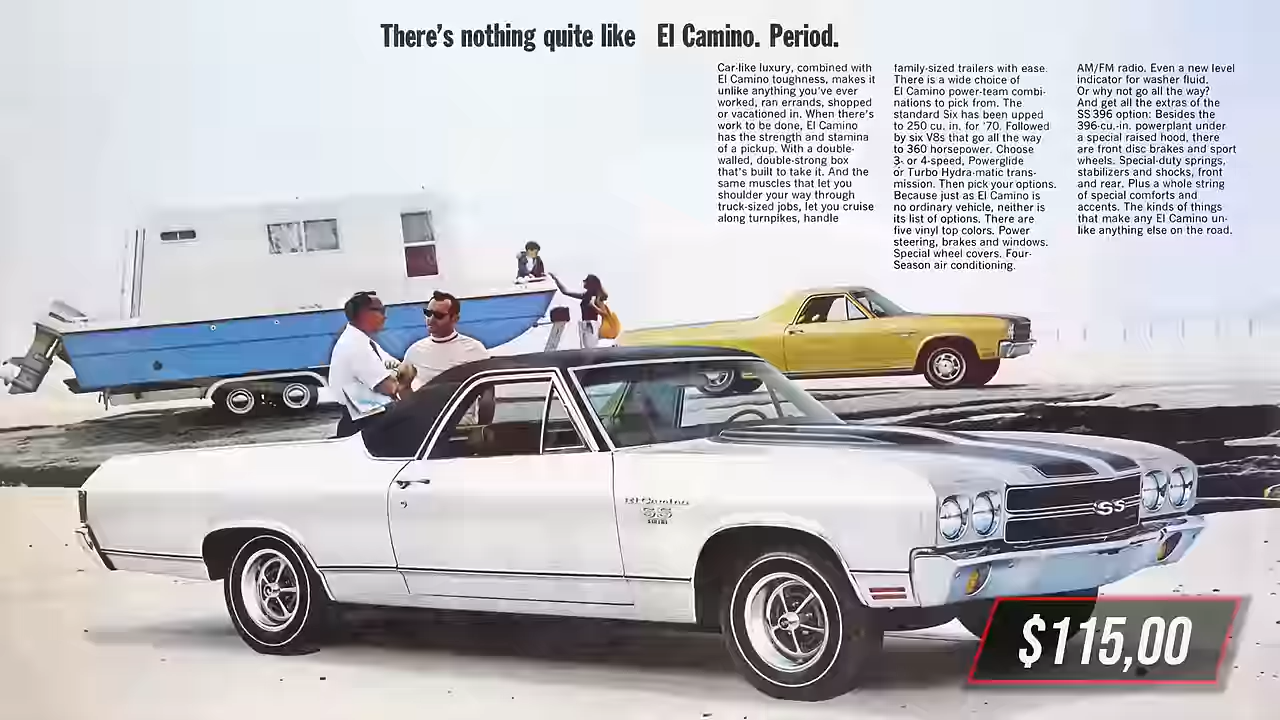 There's nothing quite like El Camino. Period.
Car-like luxury, combined with
El Camino toughness, makes it
unlike anything you've ever
worked, ran errands, shopped
or vacationed in. When there's
work to be done, El Camino
has the strength and stamina
of a pickup. With a double-
walled, double-strong box
that's built to take it. And the
same muscles that let you
shoulder your way through
truck-sized jobs, let you cruise
along turnpikes, handle
family-sized trailers with ease.
There is a wide choice of
El Camino power-team combi-
nations to pick from. The
standard Six has been upped
to 250 cu. in. for '70. Followed
by six V8s that go all the way
to 360 horsepower. Choose
3- or 4-speed, Powerglide
or Turbo Hydra-matic trans-
mission. Then pick your options.
Because just as El Camino is
no ordinary vehicle, neither is
its list of options. There are
five vinyl top colors. Power
steering, brakes and windows.
Special wheel covers. Four-
Season air conditioning.
AM/FM radio. Even a new level
indicator for washer fluid.
Or why not go all the way?
And get all the extras of the
SS 396 option: Besides the
396-cu.-in. powerplant under
a special raised hood, there
are front disc brakes and sport
wheels. Special-duty springs,
stabilizers and shocks, front
and rear. Plus a whole string
of special comforts and
accents. The kinds of things
that make any El Camino un-
like anything else on the road.
El Camino
SS
SS
$115,00